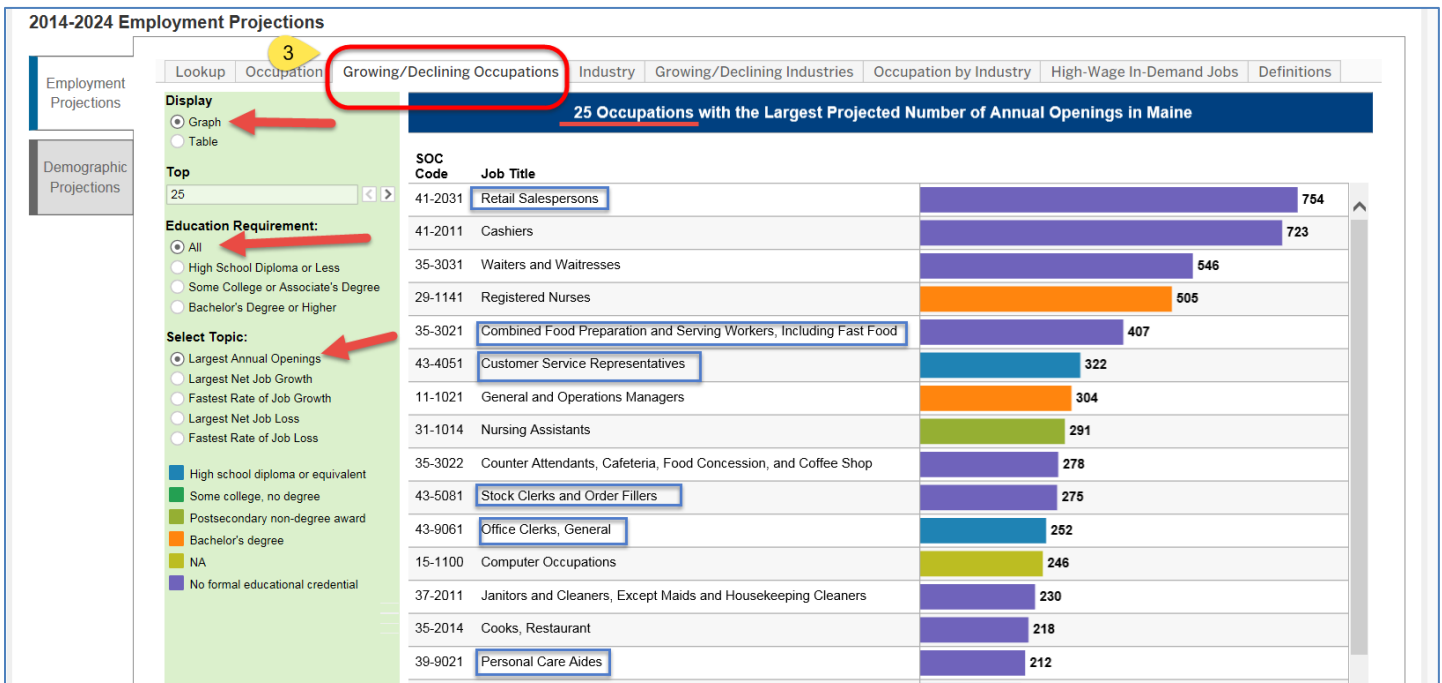 2014-2024 Employment Projections
3
Employment
Projections
Demographic
Projections
Lookup Occupation Growing/Declining Occupations Industry Growing/Declining Industries Occupation by Industry High-Wage In-Demand Jobs Definitions
Display
Graph
Table
Top
25
Education Requirement:
All
High School Diploma or Less
Some College or Associate's Degree
Bachelor's Degree or Higher
Select Topic:
Largest Annual Openings
Largest Net Job Growth
Fastest Rate of Job Growth
Largest Net Job Loss
Fastest Rate of Job Loss
High school diploma or equivalent
Some college, no degree
Postsecondary non-degree award
Bachelor's degree
NA
No formal educational credential
25 Occupations with the Largest Projected Number of Annual Openings in Maine
SOC
Code Job Title
41-2031 Retail Salespersons 754
41-2011 Cashiers 723
35-3031 Waiters and Waitresses 546
29-1141 Registered Nurses 505
35-3021 Combined Food Preparation and Serving Workers, Including Fast Food 407
43-4051 Customer Service Representatives 322
11-1021 General and Operations Managers 304
31-1014 Nursing Assistants 291
35-3022 Counter Attendants, Cafeteria, Food Concession, and Coffee Shop 278
43-5081 Stock Clerks and Order Fillers 275
43-9061 Office Clerks, General 252
15-1100 Computer Occupations 246
37-2011 Janitors and Cleaners, Except Maids and Housekeeping Cleaners 230
35-2014 Cooks, Restaurant 218
39-9021 Personal Care Aides 212